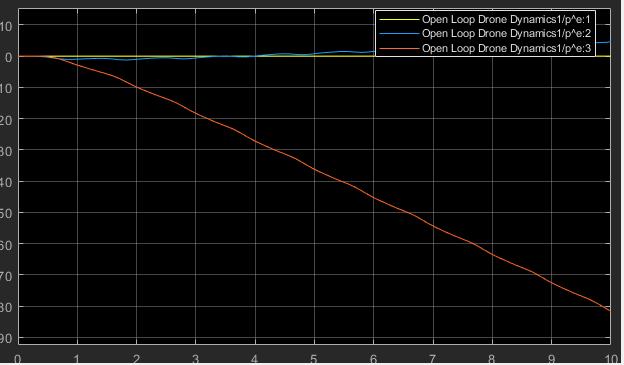 Open Loop Drone Dynamics1/p^e:1
Open Loop Drone Dynamics1/p^e:2
Open Loop Drone Dynamics1/p^e:3
10
0
10
20
30
40
50
60
70
80
90
0 1 2 3 4 5 6 7 8 9 10